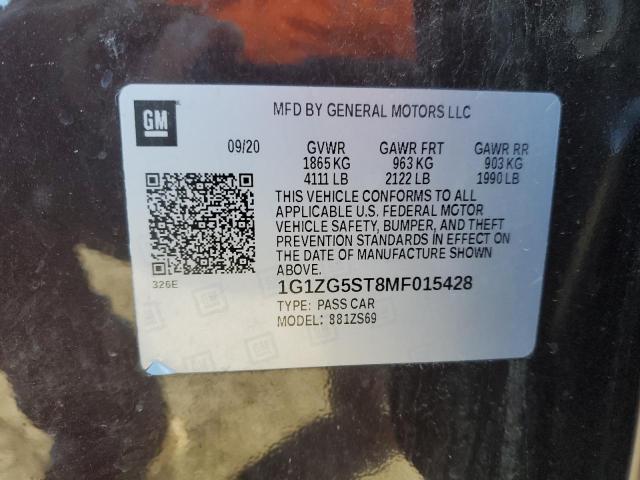 GM
MFD BY GENERAL MOTORS LLC
09/20 GVWR GAWR FRT GAWR RR
1865 KG 963 KG 903 KG
4111 LB 2122 LB 1990 LB
THIS VEHICLE CONFORMS TO ALL
APPLICABLE U.S. FEDERAL MOTOR
VEHICLE SAFETY, BUMPER, AND THEFT
PREVENTION STANDARDS IN EFFECT ON
THE DATE OF MANUFACTURE SHOWN
ABOVE.
326E
1G1ZG5ST8MF015428
TYPE: PASS CAR
MODEL: 881ZS69